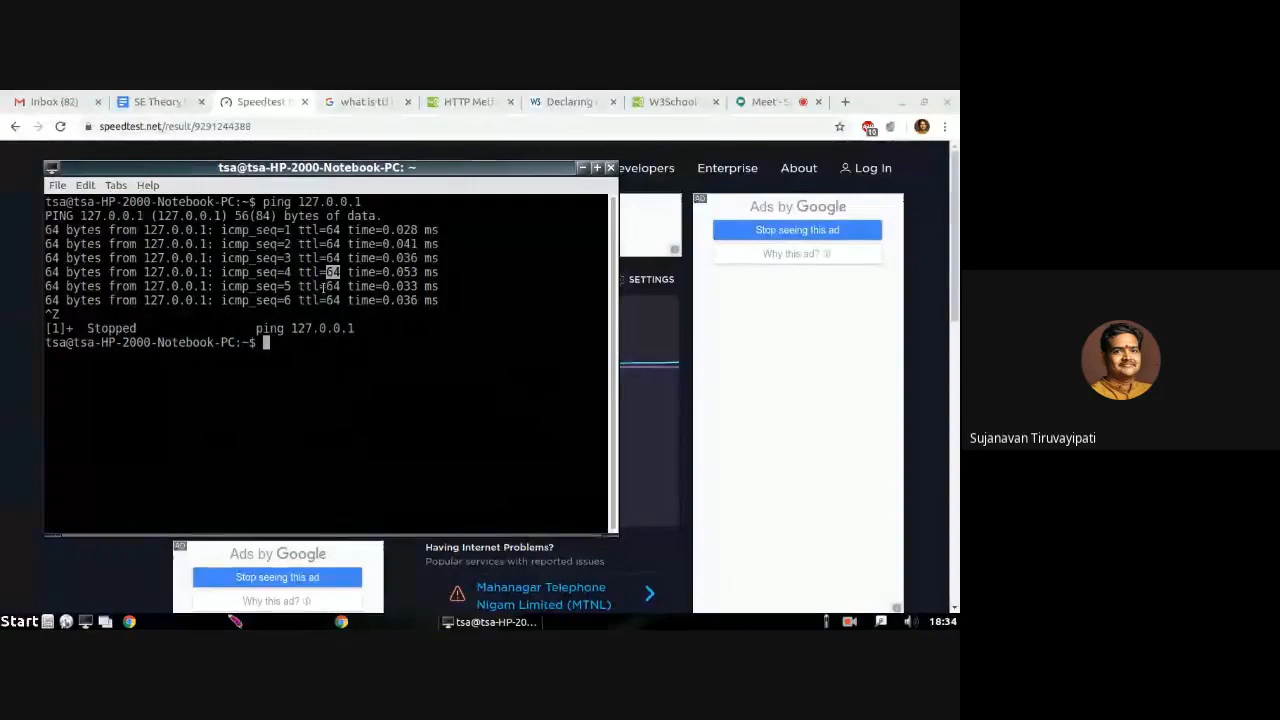 Inbox (82)
SE Theory
Speedtest
what is ttl
HTTP Met
Declaring
W3School
Meet - S
speedtest.net/result/9291244388
10
tsa@tsa-HP-2000-Notebook-PC: ~
evelopers
Enterprise
About
Log In
File Edit Tabs Help
tsa@tsa-HP-2000-Notebook-PC:~$ ping 127.0.0.1
PING 127.0.0.1 (127.0.0.1) 56(84) bytes of data.
64 bytes from 127.0.0.1: icmp_seq=1 ttl=64 time=0.028 ms
64 bytes from 127.0.0.1: icmp_seq=2 ttl=64 time=0.041 ms
64 bytes from 127.0.0.1: icmp_seq=3 ttl=64 time=0.036 ms
64 bytes from 127.0.0.1: icmp_seq=4 ttl=64 time=0.053 ms
64 bytes from 127.0.0.1: icmp_seq=5 ttl=64 time=0.033 ms
64 bytes from 127.0.0.1: icmp_seq=6 ttl=64 time=0.036 ms
^Z
[1]+ Stopped ping 127.0.0.1
tsa@tsa-HP-2000-Notebook-PC:~$
SETTINGS
AD
Ads by Google
Stop seeing this ad
Why this ad?
AD
Ads by Google
Stop seeing this ad
Why this ad?
Having Internet Problems?
Popular services with reported issues
Mahanagar Telephone
Nigam Limited (MTNL)
Start
tsa@tsa-HP-20...
18:34
Sujanavan Tiruvayipati